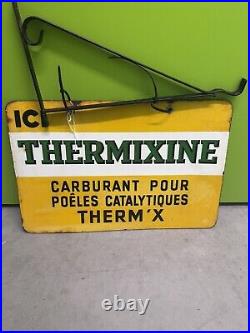 ICI
THERMIXINE
CARBURANT POUR
POÊLES CATALYTIQUES
THERM'X